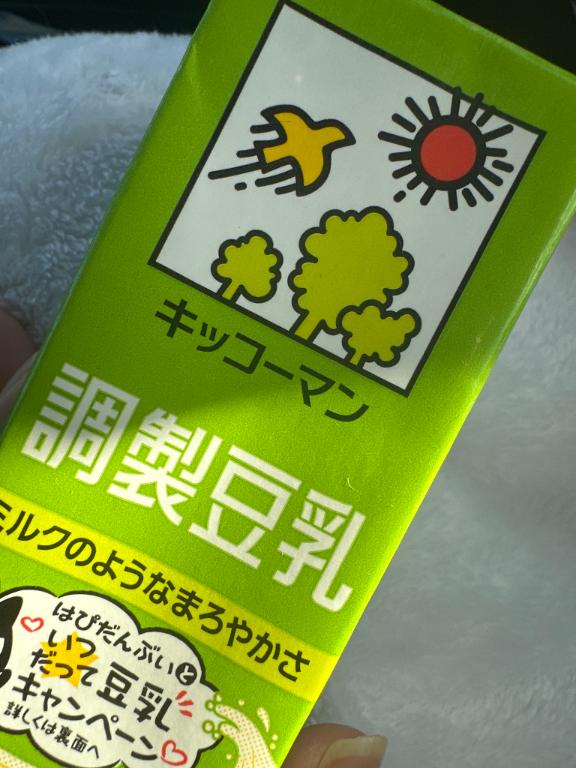 キッコーマン
調製豆乳
ミルクのようなまろやかさ
はぴだんぶいと
いつ
だって豆乳
キャンペーン
詳しくは裏面へ